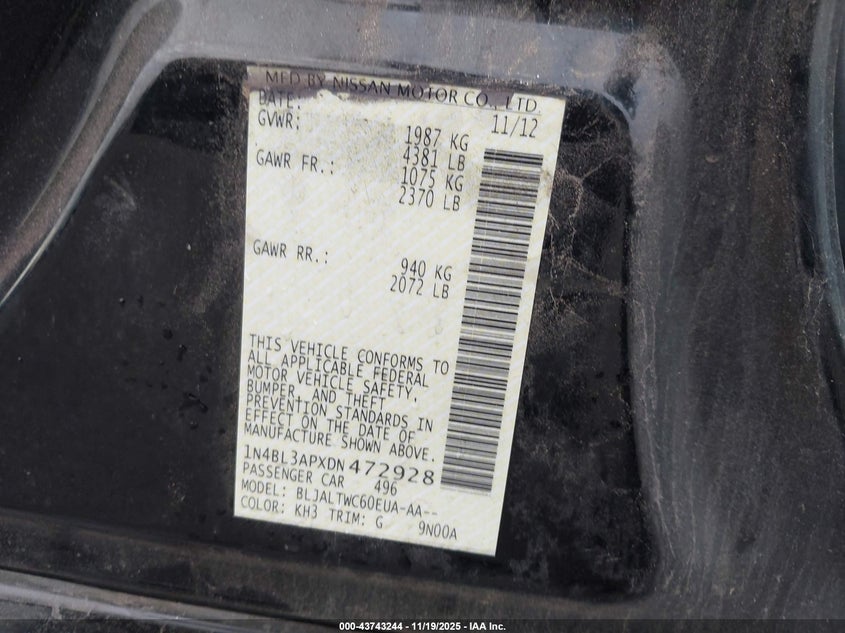 MFD BY NISSAN MOTOR CO., LTD.
DATE: 11/12
GVWR: 1987 KG
4381 LB
GAWR FR.: 1075 KG
2370 LB
GAWR RR.: 940 KG
2072 LB
THIS VEHICLE CONFORMS TO
ALL APPLICABLE FEDERAL
MOTOR VEHICLE SAFETY,
BUMPER, AND THEFT
PREVENTION STANDARDS IN
EFFECT ON THE DATE OF
MANUFACTURE SHOWN ABOVE.
1N4BL3APXDN472928
PASSENGER CAR 496
MODEL: BLJALTWC60EUA-AA--
COLOR: KH3 TRIM: G 9N00A
000-43743244 - 11/19/2025 - IAA Inc.